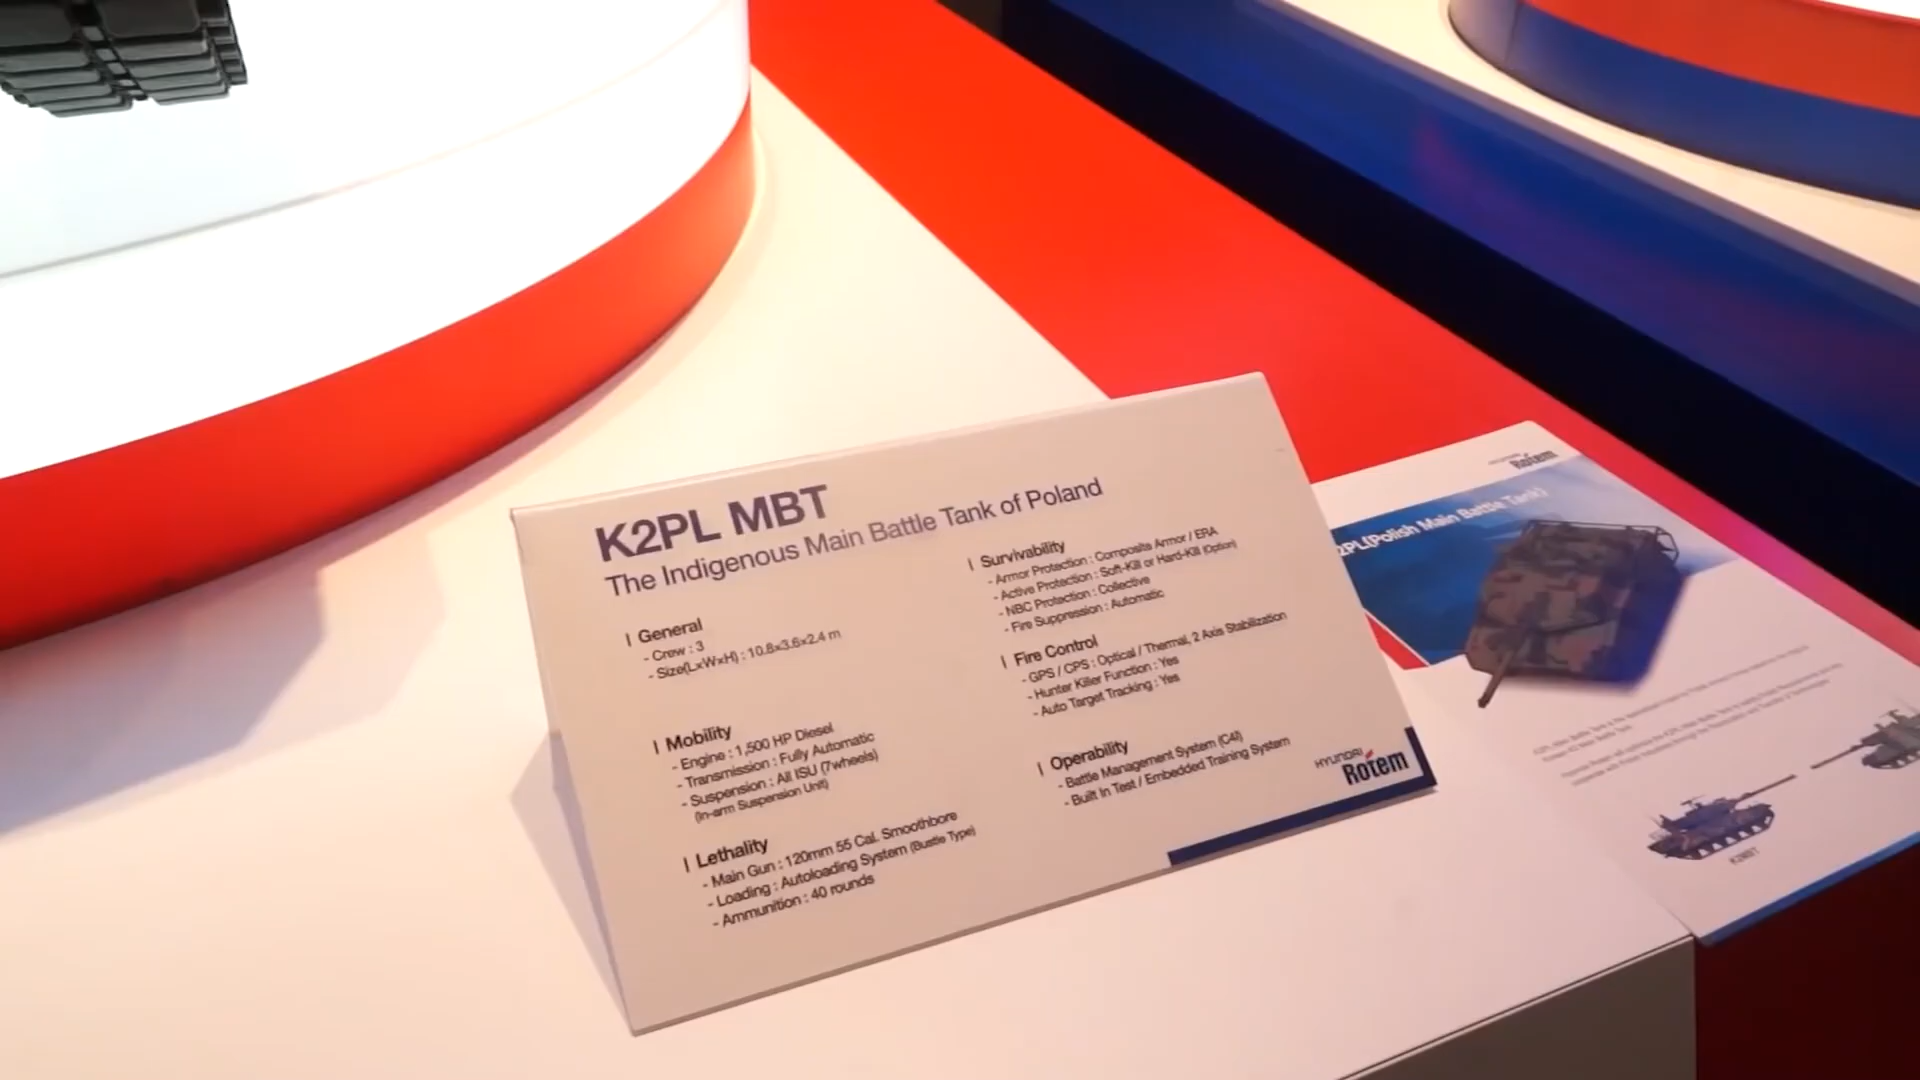 K2PL MBT
The Indigenous Main Battle Tank of Poland
| General
- Crew : 3
- Size(LxWxH) : 10.8x3.6x2.4 m
| Mobility
- Engine : 1,500 HP Diesel
- Transmission : Fully Automatic
- Suspension : All ISU (7wheels)
(In-arm Suspension Unit)
| Lethality
- Main Gun : 120mm 55 Cal. Smoothbore
- Loading : Autoloading System (Bustle Type)
- Ammunition : 40 rounds
| Survivability
- Armor Protection : Composite Armor / ERA
- Active Protection : Soft-Kill or Hard-Kill (Option)
- NBC Protection : Collective
- Fire Suppression : Automatic
| Fire Control
- GPS / CPS : Optical / Thermal, 2 Axis Stabilization
- Hunter Killer Function : Yes
- Auto Target Tracking : Yes
| Operability
- Battle Management System (C4I)
- Built In Test / Embedded Training System
HYUNDAI
Rotem
Rotem
2PL(Polish Main Battle Tank)
K2MBT